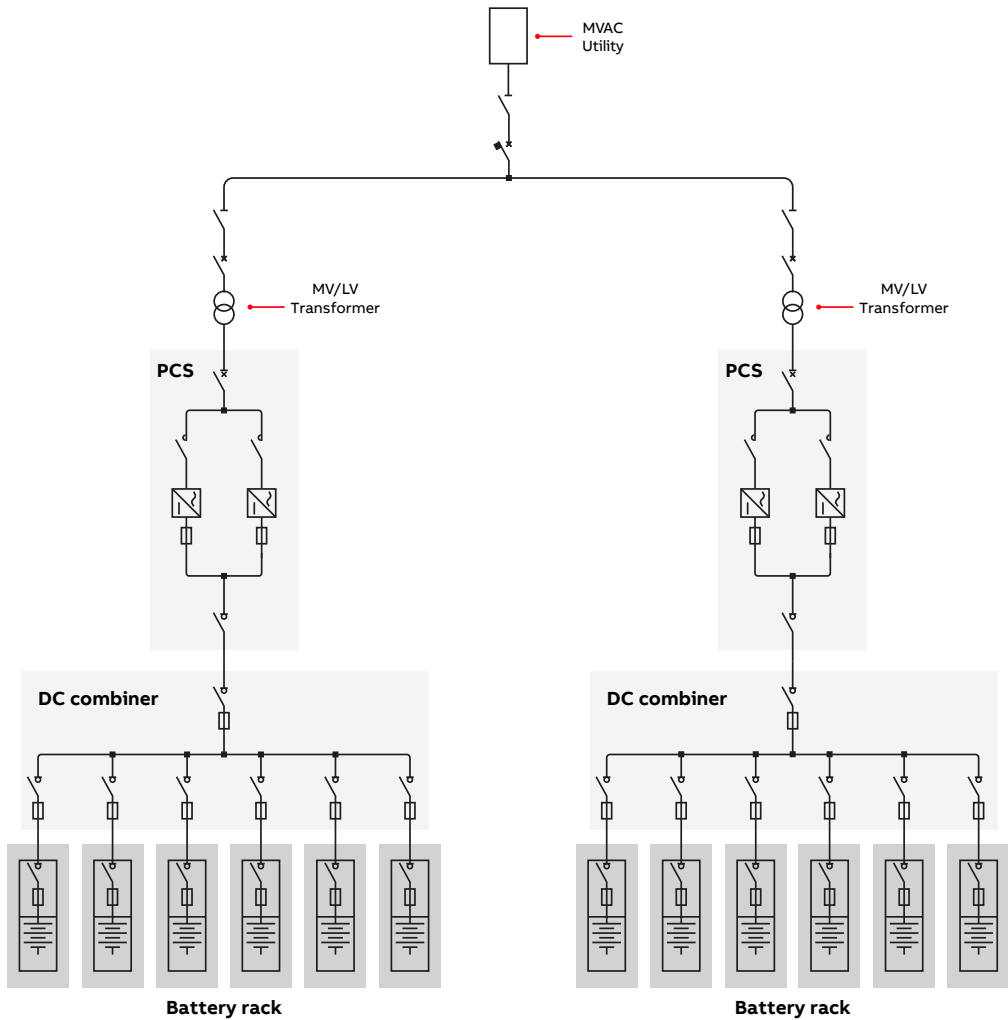 MVAC
Utility
MV/LV
Transformer
MV/LV
Transformer
PCS
PCS
DC combiner
DC combiner
Battery rack
Battery rack